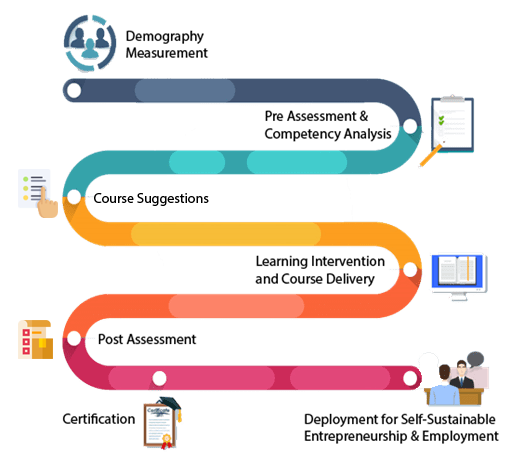 Demography
Measurement
Pre Assessment &
Competency Analysis
Course Suggestions
Learning Intervention
and Course Delivery
Post Assessment
Certification
Certificate
Deployment for Self-Sustainable
Entrepreneurship & Employment